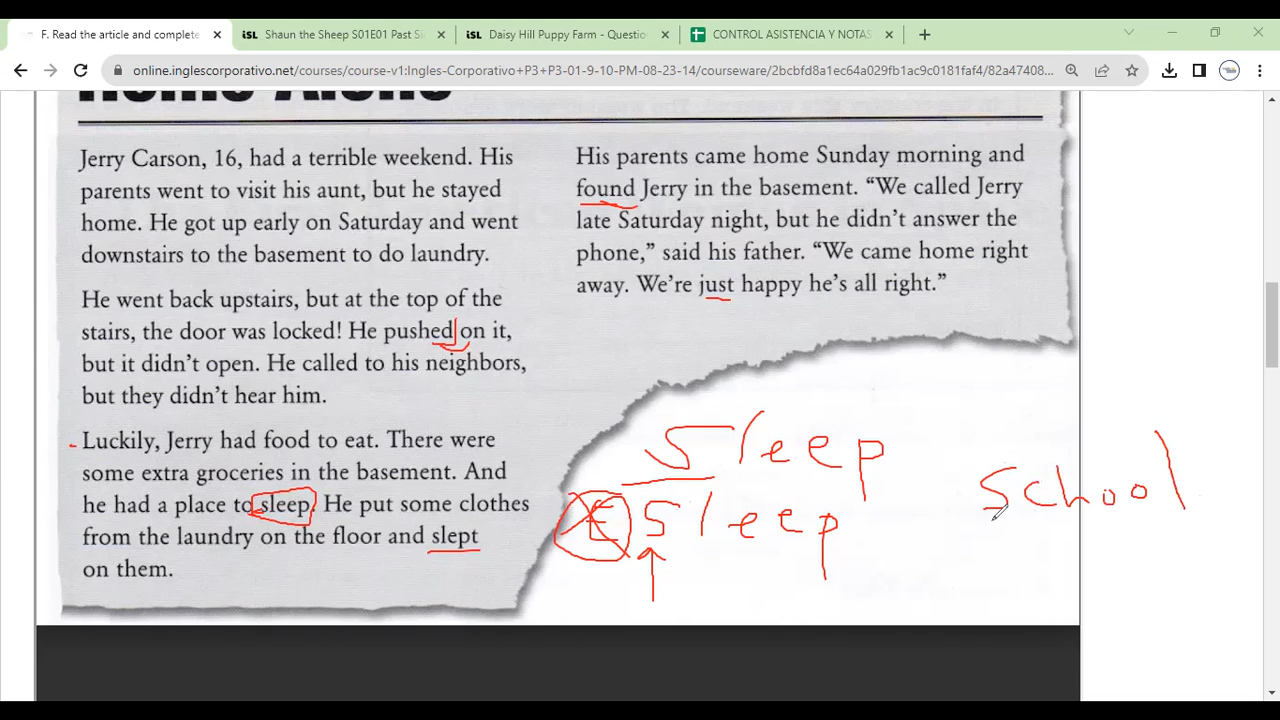 F. Read the article and complete
Shaun the Sheep S01E01 Past Si
Daisy Hill Puppy Farm - Questio
CONTROL ASISTENCIA Y NOTAS
online.inglescorporativo.net/courses/course-v1:Ingles-Corporativo+P3+P3-01-9-10-PM-08-23-14/courseware/2bcbfd8a1ec64a029fb1ac9c0181faf4/82a47408...
Home Alone
Jerry Carson, 16, had a terrible weekend. His
parents went to visit his aunt, but he stayed
home. He got up early on Saturday and went
downstairs to the basement to do laundry.
He went back upstairs, but at the top of the
stairs, the door was locked! He pushed on it,
but it didn't open. He called to his neighbors,
but they didn't hear him.
Luckily, Jerry had food to eat. There were
some extra groceries in the basement. And
he had a place to sleep. He put some clothes
from the laundry on the floor and slept
on them.
His parents came home Sunday morning and
found Jerry in the basement. “We called Jerry
late Saturday night, but he didn't answer the
phone,” said his father. “We came home right
away. We're just happy he's all right.”
Sleep
E Sleep
School